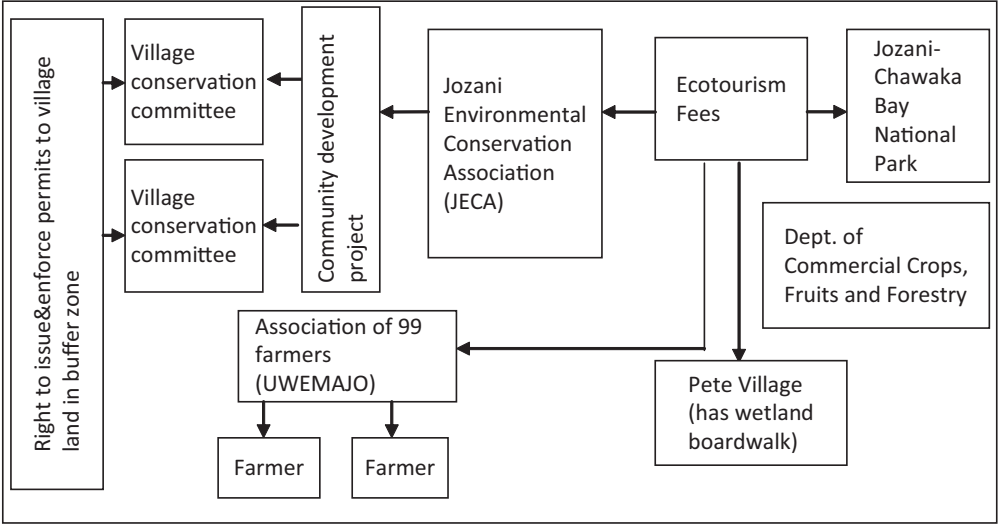 Right to issue&enforce permits to village
land in buffer zone
Village
conservation
committee
Village
conservation
committee
Community development
project
Jozani
Environmental
Conservation
Association
(JECA)
Ecotourism
Fees
Jozani-
Chawaka
Bay
National
Park
Dept. of
Commercial Crops,
Fruits and Forestry
Association of 99
farmers
(UWEMAJO)
Pete Village
(has wetland
boardwalk)
Farmer
Farmer